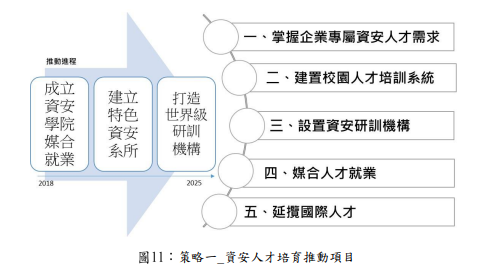 推動進程
成立
資安
學院
媒合
就業
建立
特色
資安
系所
打造
世界級
研訓
機構
2018
2025
一、掌握企業專屬資安人才需求
二、建置校園人才培訓系統
三、設置資安研訓機構
四、媒合人才就業
五、延攬國際人才
圖11：策略一_資安人才培育推動項目